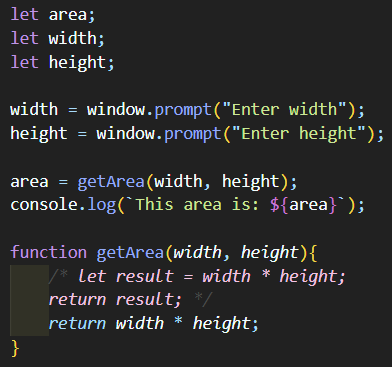 let area;
let width;
let height;
width = window.prompt("Enter width");
height = window.prompt("Enter height");
area = getArea(width, height);
console.log(`This area is: ${area}`);
function getArea(width, height){
/* let result = width * height;
return result; */
return width * height;
}